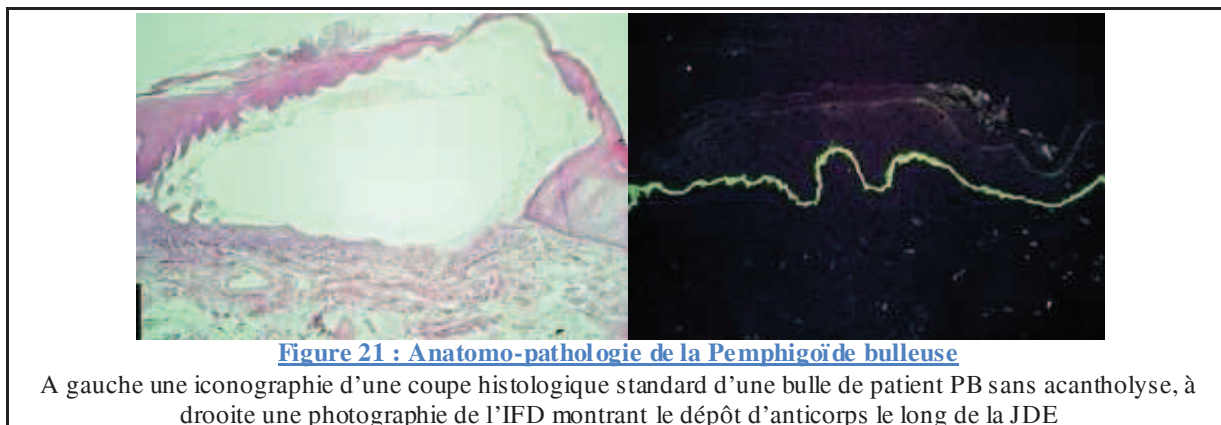 Figure 21 : Anatomo-pathologie de la Pemphigoïde bulleuse
A gauche une iconographie d’une coupe histologique standard d’une bulle de patient PB sans acantholyse, à
drooite une photographie de l’IFD montrant le dépôt d’anticorps le long de la JDE